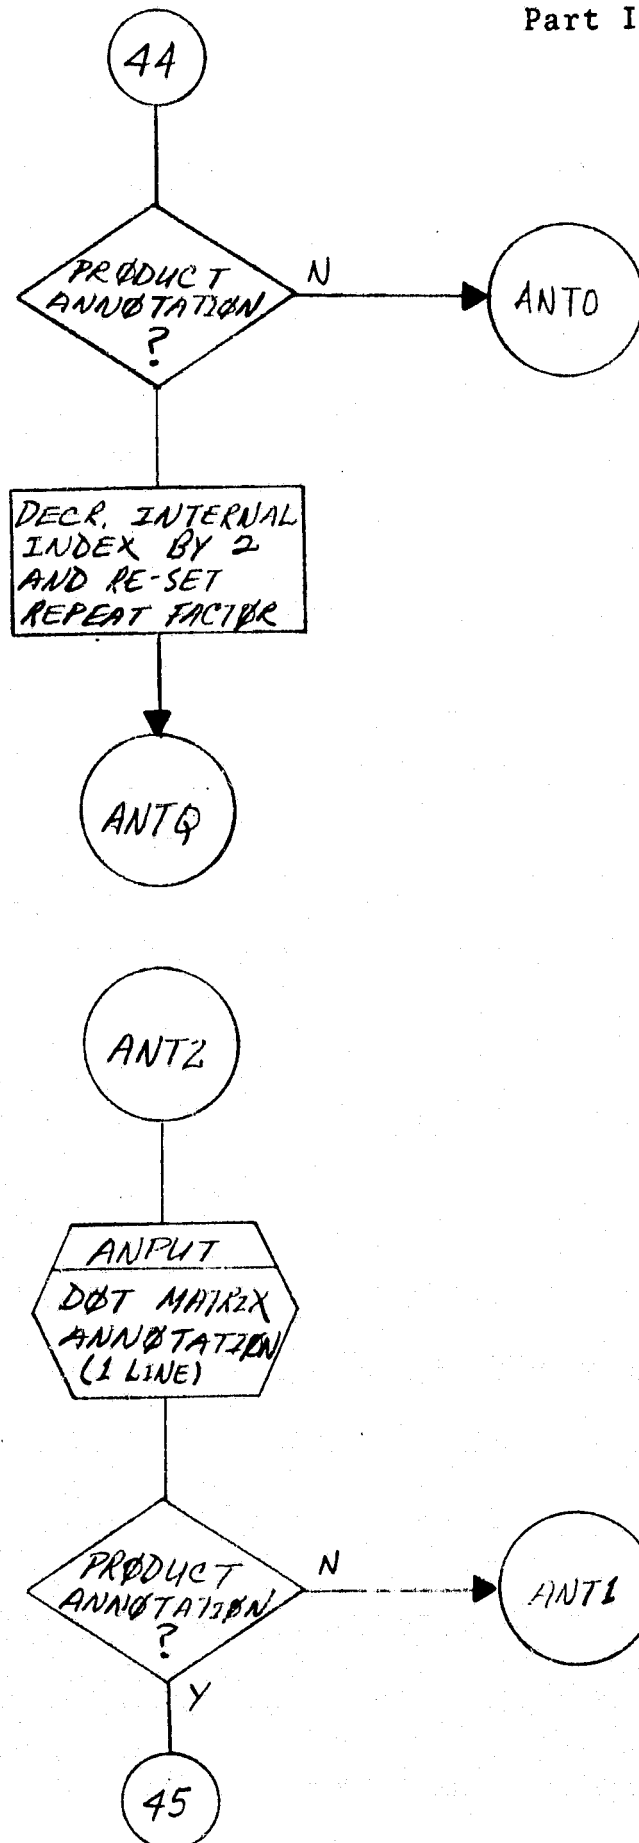 Part I
44
PRØDUCT
ANNØTATIØN
?
N
ANTO
DECR. INTERNAL
INDEX BY 2
AND RE-SET
REPEAT FACTØR
ANTQ
ANT2
ANPUT
DØT MATRIX
ANNØTATIØN
(1 LINE)
PRØDUCT
ANNØTATIØN
?
N
ANT1
Y
45